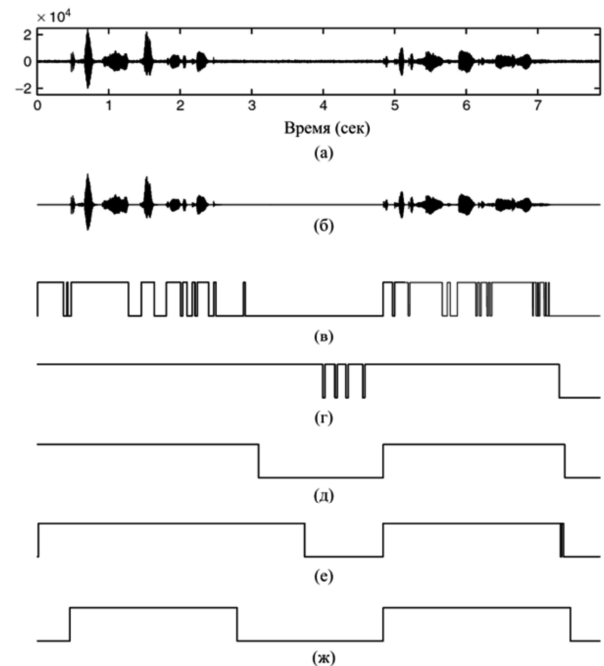 × 10⁴
2
0
−2
0 1 2 3 4 5 6 7
Время (сек)
(а)
(б)
(в)
(г)
(д)
(е)
(ж)